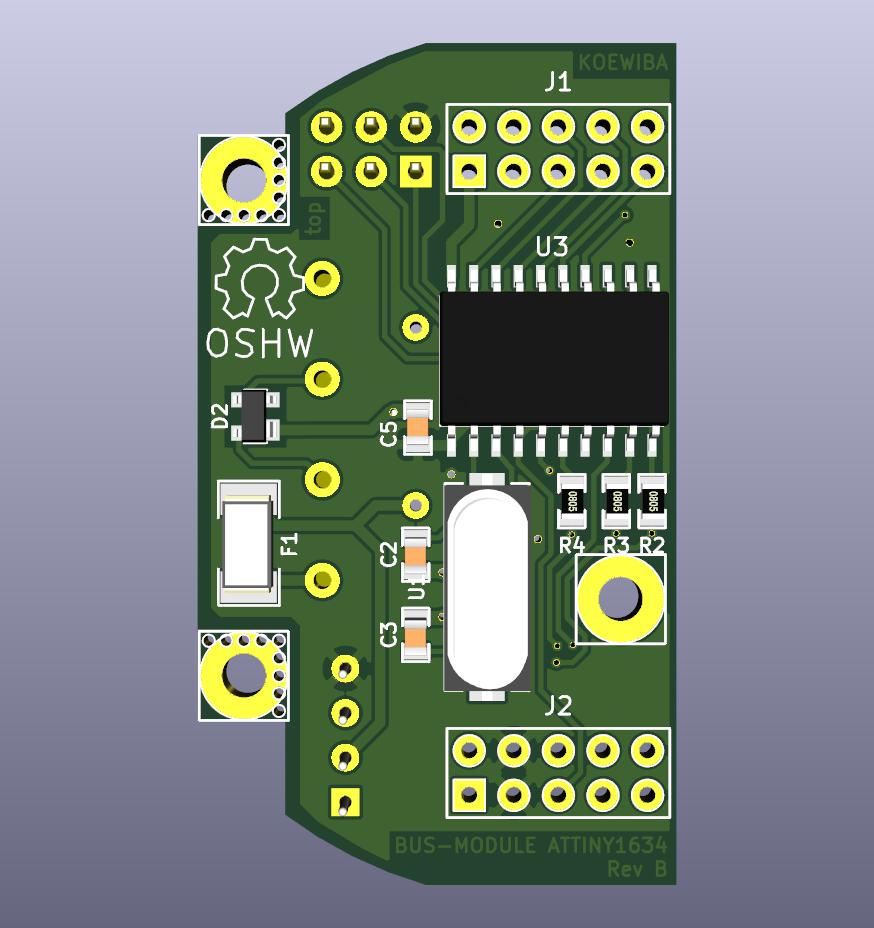 KOEWIBA
J1
top
U3
OSHW
D2
C5
0805
0805
0805
F1
C2
R4
R3
R2
C3
J2
BUS-MODULE ATTINY1634
Rev B